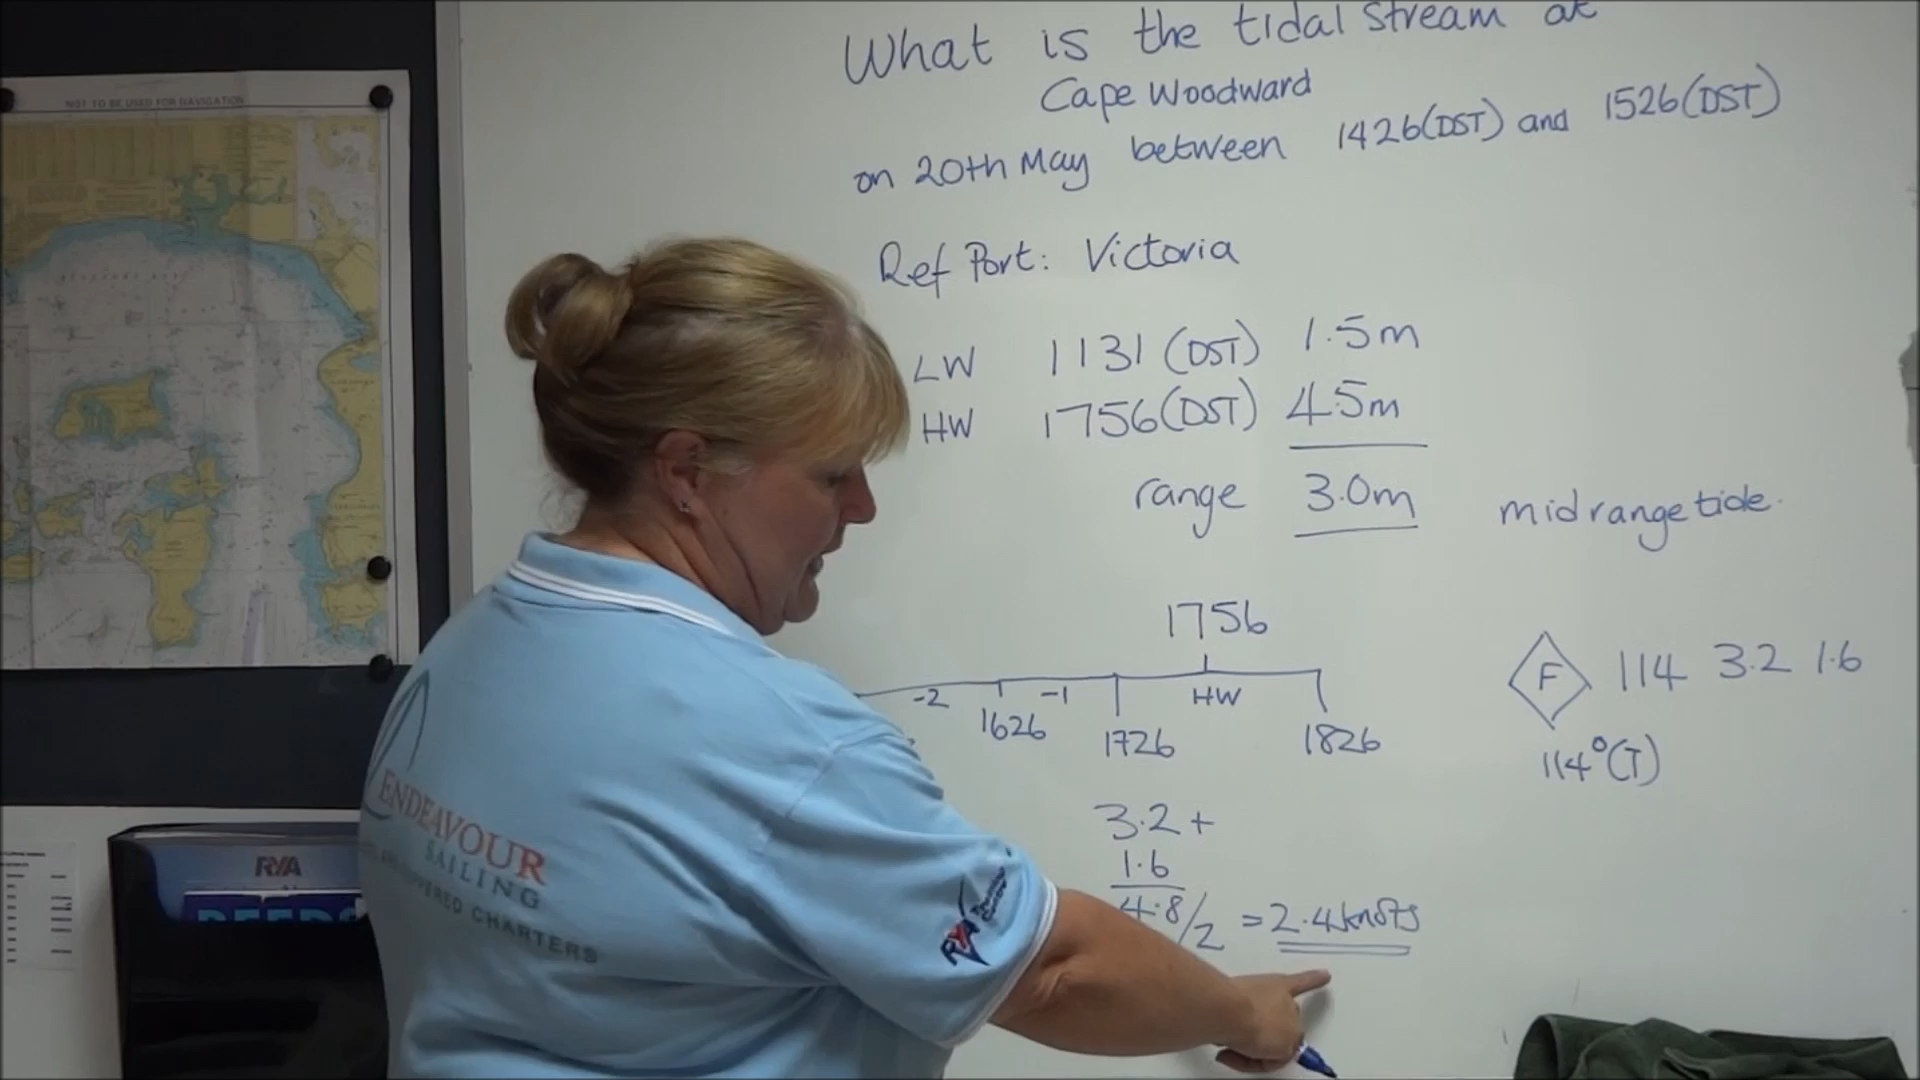 What is the tidal stream at
Cape Woodward
on 20th May between 1426(DST) and 1526(DST)
Ref Port: Victoria
LW 1131 (DST) 1.5m
HW 1756(DST) 4.5m
range 3.0m midrange tide.
1756
-2 -1 HW
1626 1726 1826
F 114 3.2 1.6
114°(T)
3.2 +
1.6
4.8/2 = 2.4knots
NOT TO BE USED FOR NAVIGATION
ENDEAVOUR
SAILING
CHARTERS
RYA
RYA
REEDS